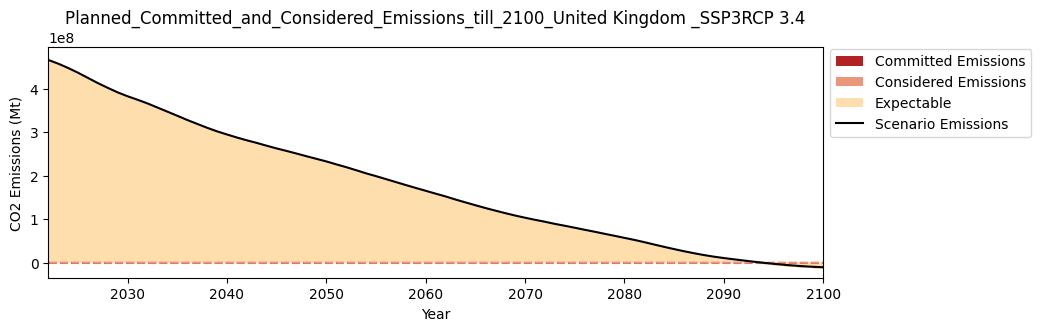 Planned_Committed_and_Considered_Emissions_till_2100_United Kingdom _SSP3RCP 3.4
1e8
4
3
2
1
0
CO2 Emissions (Mt)
2030
2040
2050
2060
2070
2080
2090
2100
Year
Committed Emissions
Considered Emissions
Expectable
Scenario Emissions